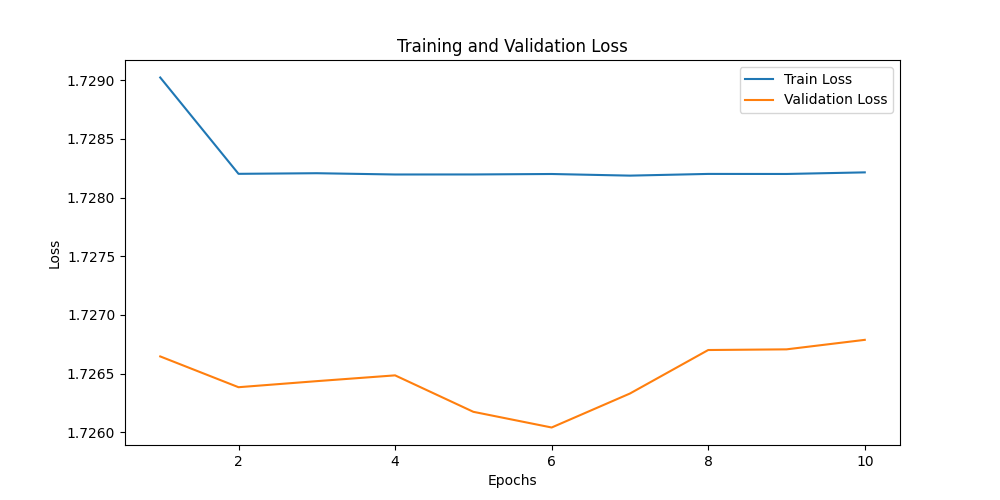 Training and Validation Loss
Train Loss
Validation Loss
1.7290
1.7285
1.7280
1.7275
1.7270
1.7265
1.7260
Loss
2 4 6 8 10
Epochs